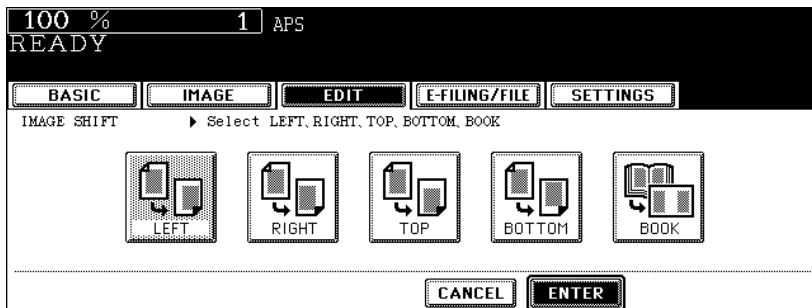 100 % 1 APS
READY
BASIC IMAGE EDIT E-FILING/FILE SETTINGS
IMAGE SHIFT ▶ Select LEFT, RIGHT, TOP, BOTTOM, BOOK
LEFT RIGHT TOP BOTTOM BOOK
CANCEL ENTER